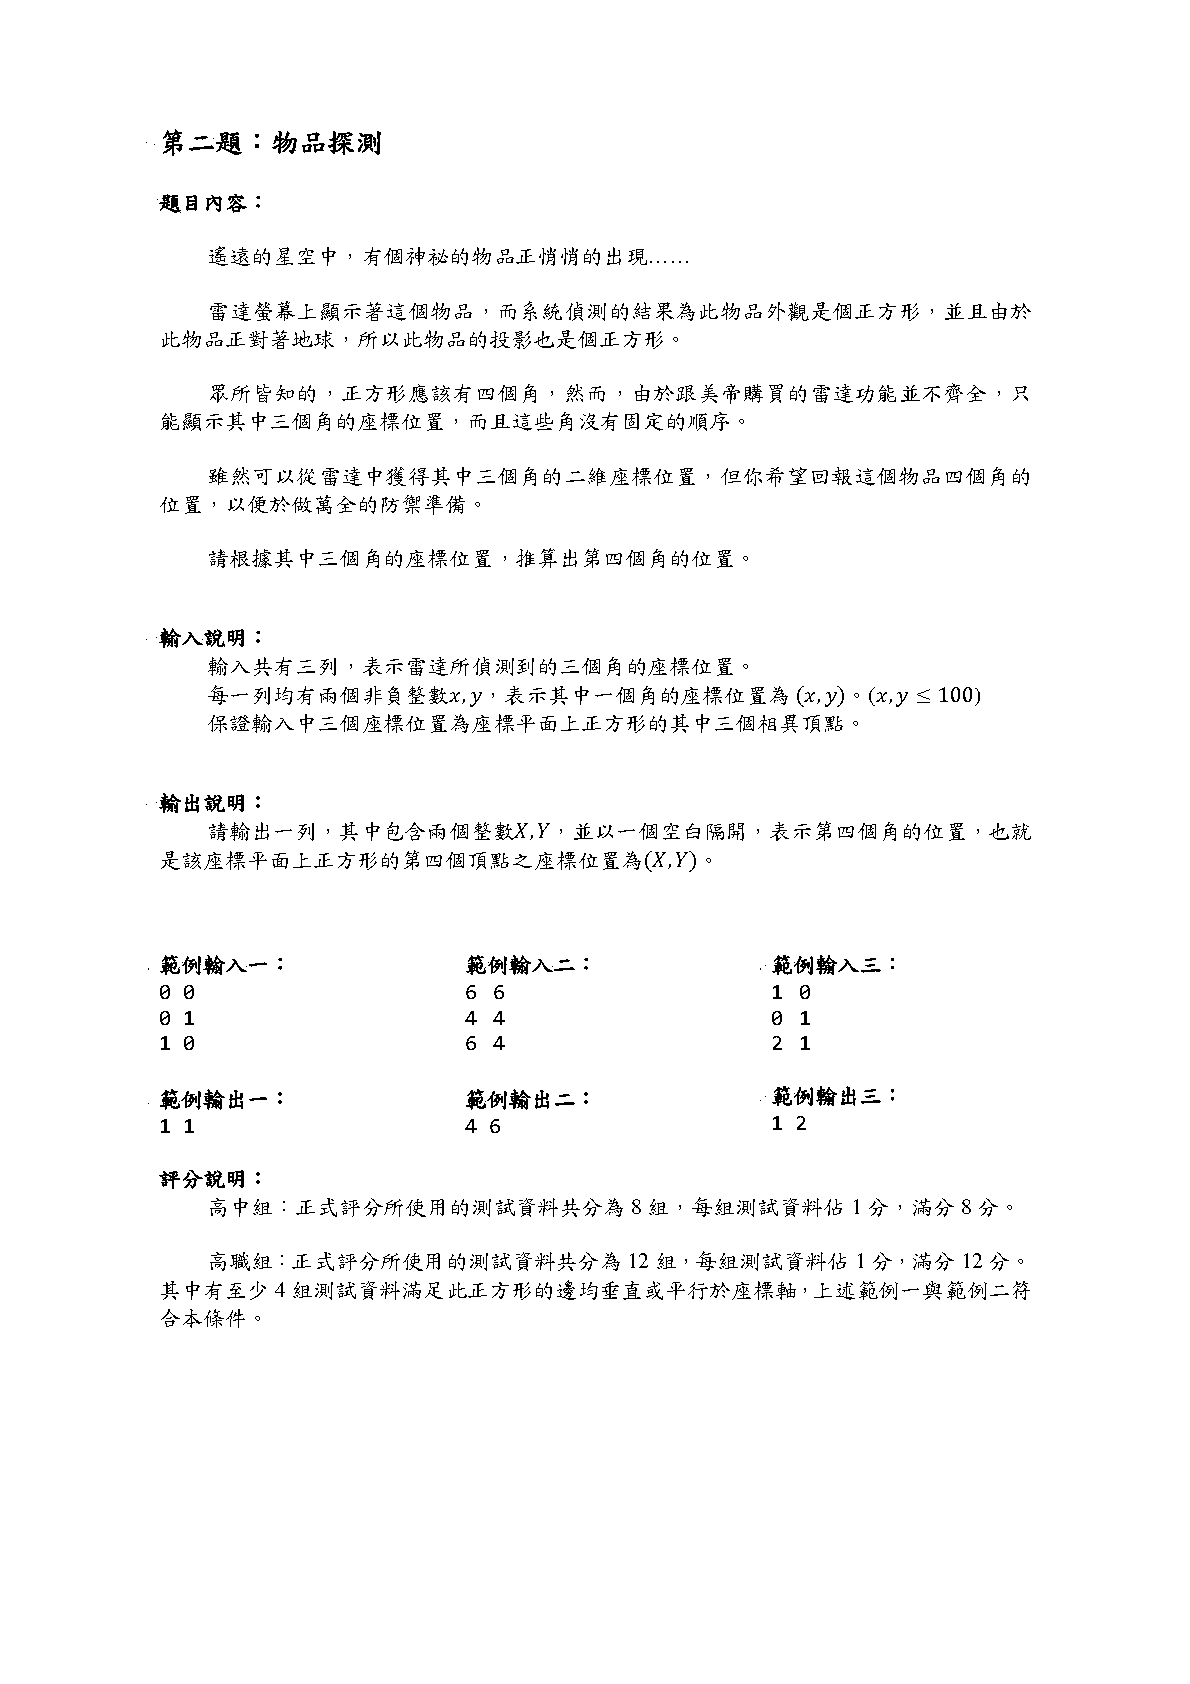 第二題：物品探測
題目內容：
遙遠的星空中，有個神祕的物品正悄悄的出現……
雷達螢幕上顯示著這個物品，而系統偵測的結果為此物品外觀是個正方形，並且由於
此物品正對著地球，所以此物品的投影也是個正方形。
眾所皆知的，正方形應該有四個角，然而，由於跟美帝購買的雷達功能並不齊全，只
能顯示其中三個角的座標位置，而且這些角沒有固定的順序。
雖然可以從雷達中獲得其中三個角的二維座標位置，但你希望回報這個物品四個角的
位置，以便於做萬全的防禦準備。
請根據其中三個角的座標位置，推算出第四個角的位置。
輸入說明：
輸入共有三列，表示雷達所偵測到的三個角的座標位置。
每一列均有兩個非負整數x,y，表示其中一個角的座標位置為 (x,y)。(x,y ≤ 100)
保證輸入中三個座標位置為座標平面上正方形的其中三個相異頂點。
輸出說明：
請輸出一列，其中包含兩個整數X,Y，並以一個空白隔開，表示第四個角的位置，也就
是該座標平面上正方形的第四個頂點之座標位置為(X,Y)。
範例輸入一：
0 0
0 1
1 0
範例輸出一：
1 1
範例輸入二：
6 6
4 4
6 4
範例輸出二：
4 6
範例輸入三：
1 0
0 1
2 1
範例輸出三：
1 2
評分說明：
高中組：正式評分所使用的測試資料共分為 8 組，每組測試資料佔 1 分，滿分 8 分。
高職組：正式評分所使用的測試資料共分為 12 組，每組測試資料佔 1 分，滿分 12 分。
其中有至少 4 組測試資料滿足此正方形的邊均垂直或平行於座標軸，上述範例一與範例二符
合本條件。